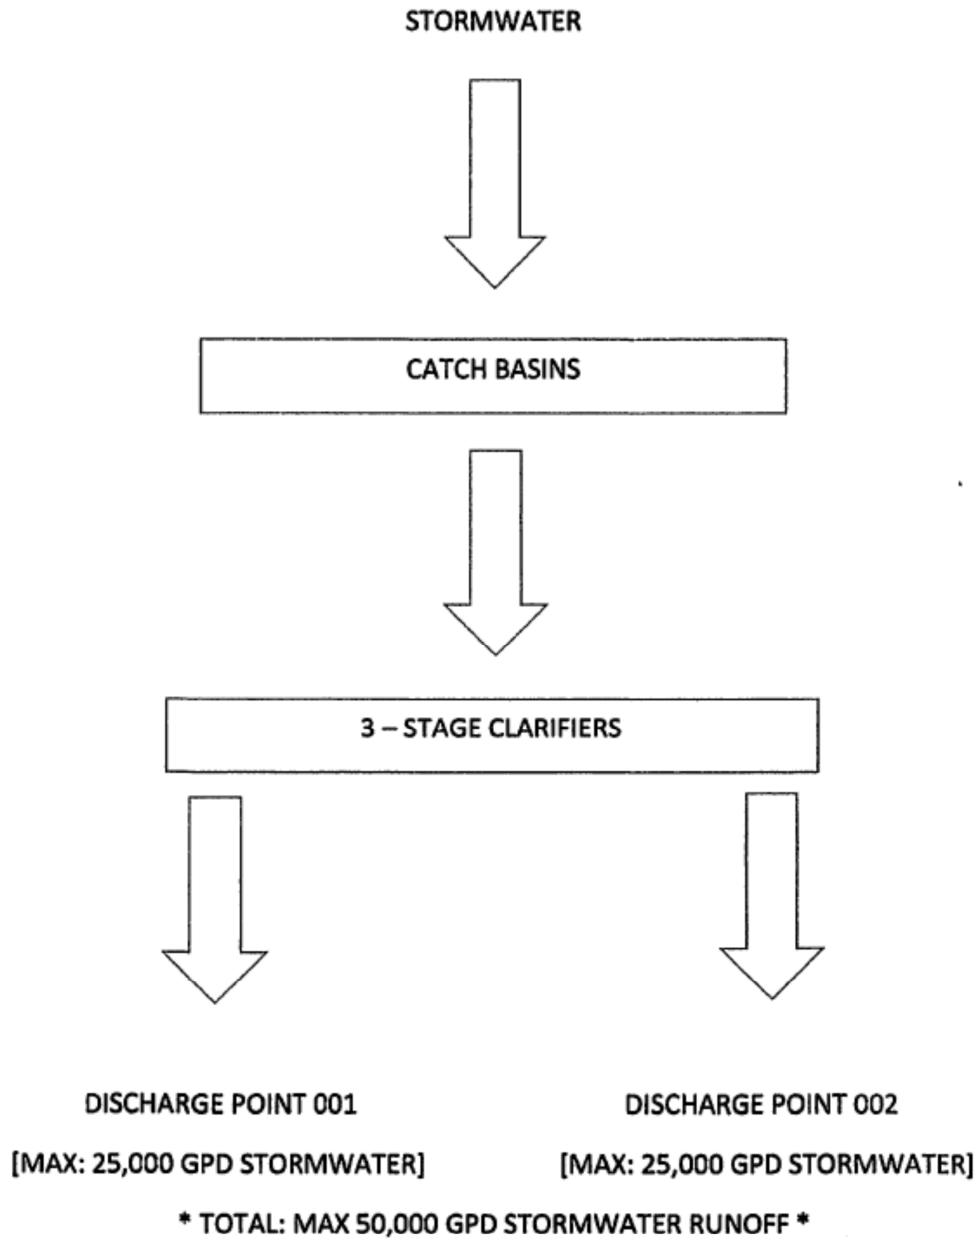 STORMWATER
CATCH BASINS
3 – STAGE CLARIFIERS
DISCHARGE POINT 001
[MAX: 25,000 GPD STORMWATER]
DISCHARGE POINT 002
[MAX: 25,000 GPD STORMWATER]
* TOTAL: MAX 50,000 GPD STORMWATER RUNOFF *